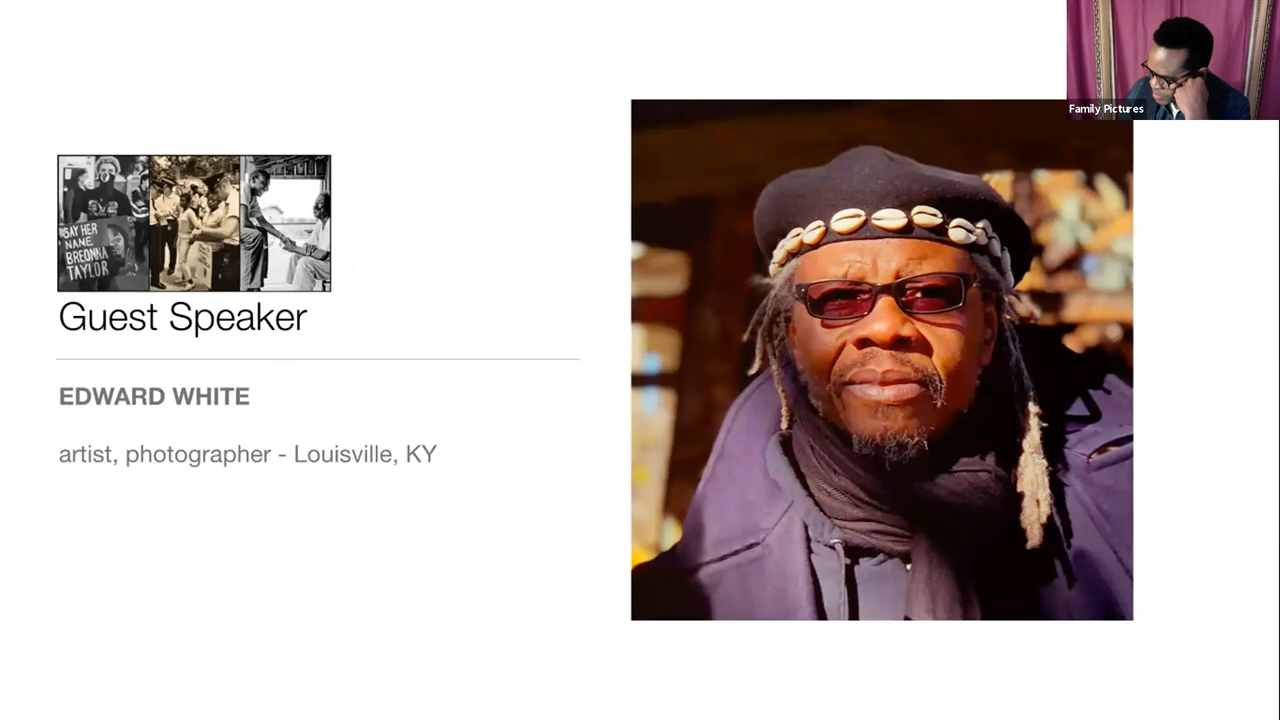 Family Pictures
SAY HER
NAME
BREONNA
TAYLOR
Guest Speaker
EDWARD WHITE
artist, photographer - Louisville, KY